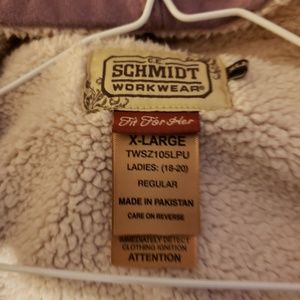 C.E.
SCHMIDT
WORKWEAR
Fit For Her
X-LARGE
TWSZ105LPU
LADIES: (18-20)
REGULAR
MADE IN PAKISTAN
CARE ON REVERSE
IMMEDIATELY DETECT
CLOTHING IGNITION
ATTENTION